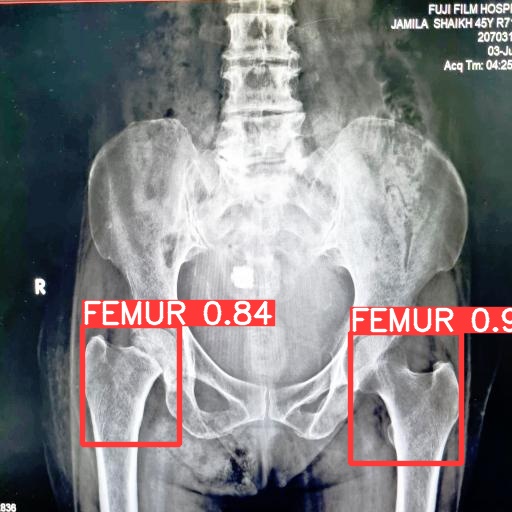 FUJI FILM HOSPI
JAMILA SHAIKH 45Y R7
207031
03-Ju
Acq Tm: 04:25
R
FEMUR 0.84
FEMUR 0.9
836